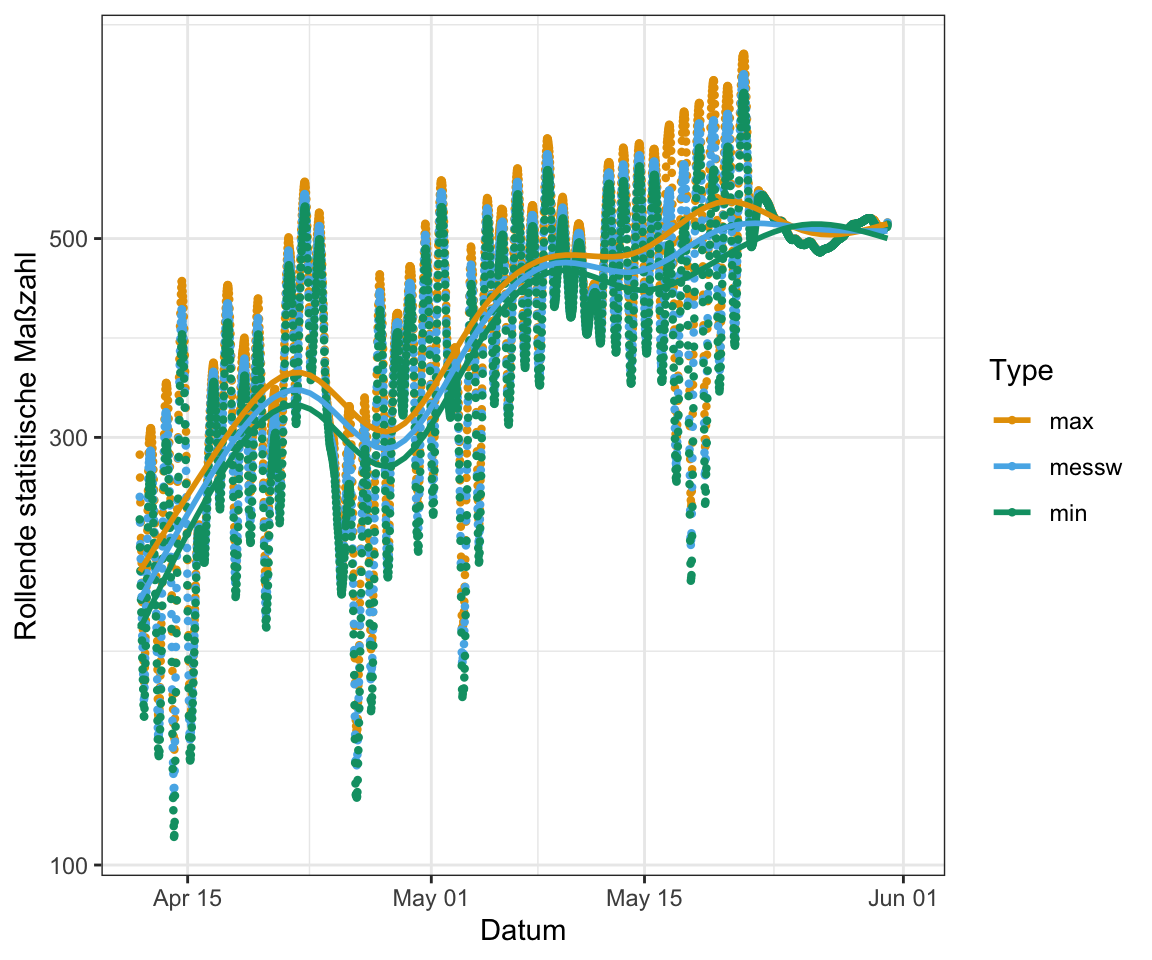 Rollende statistische Maßzahl
500
300
100
Apr 15
May 01
May 15
Jun 01
Datum
Type
max
messw
min